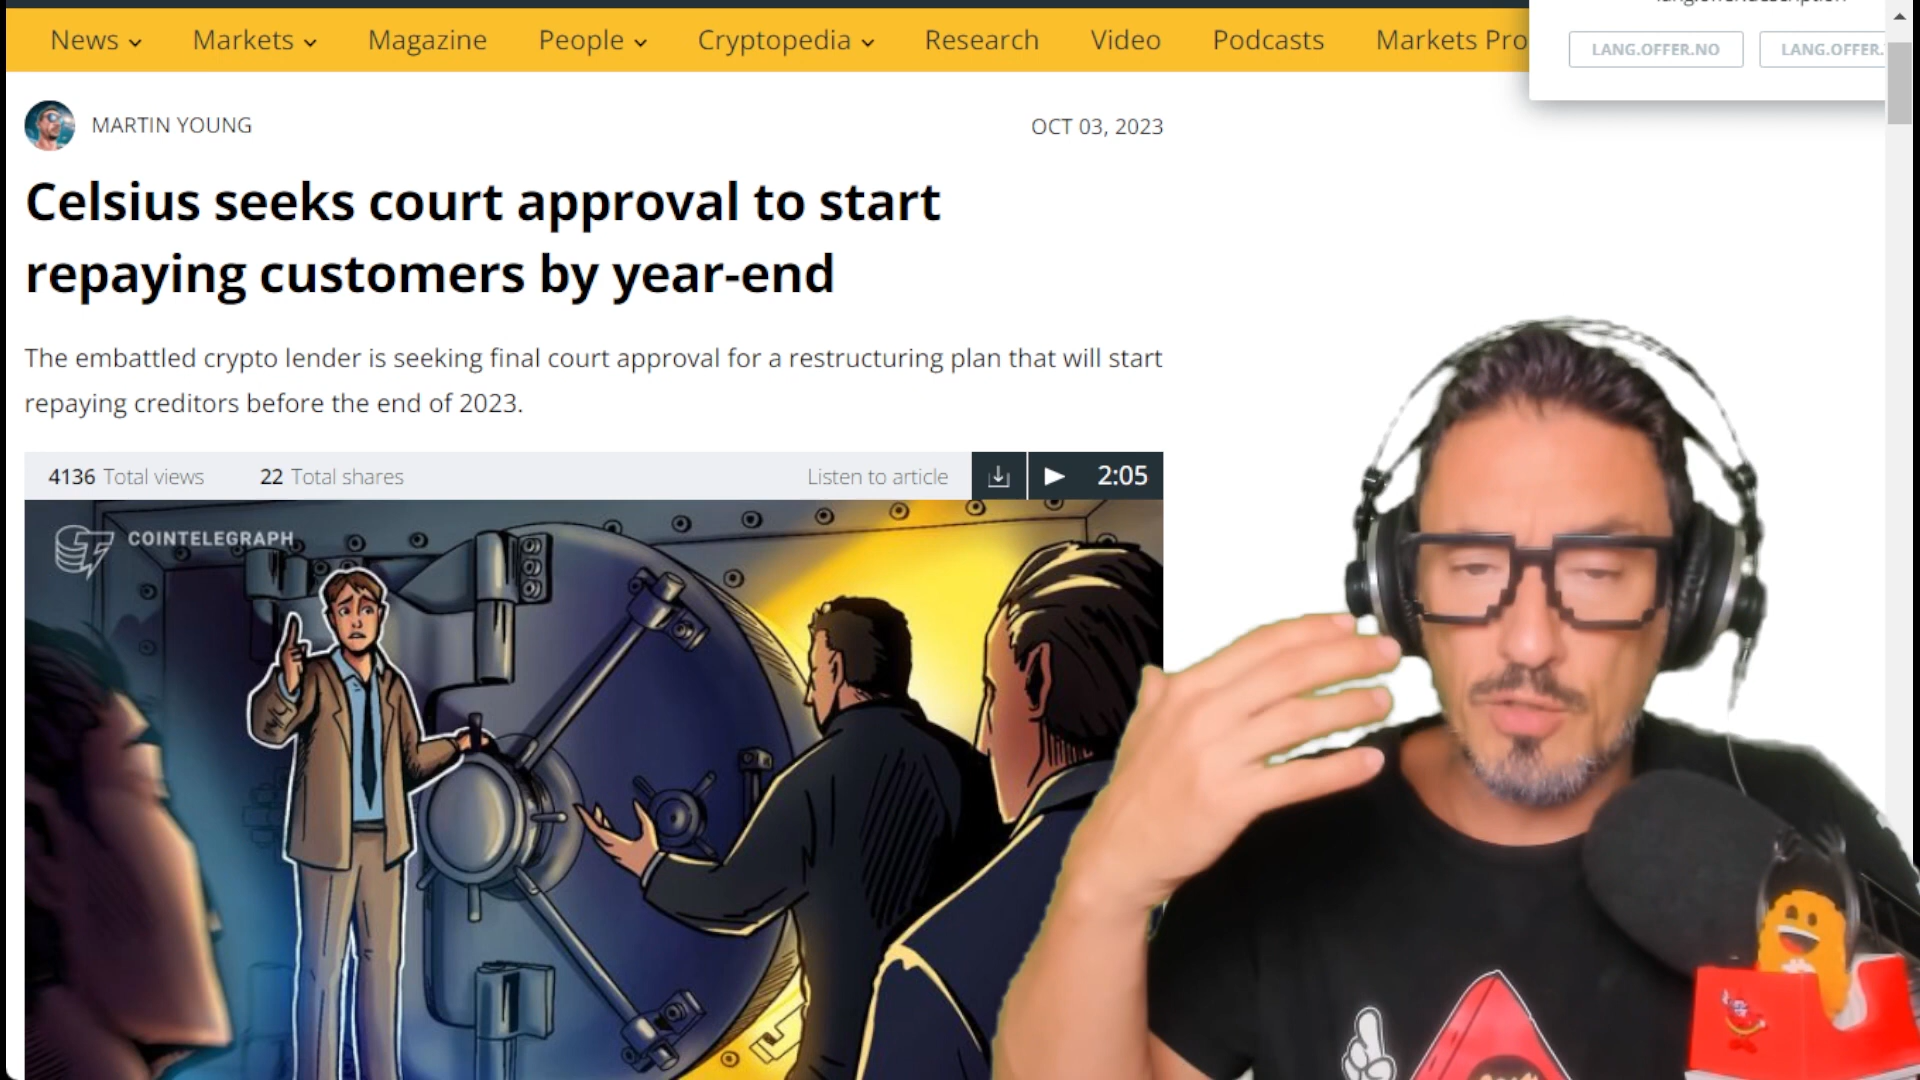 News Markets Magazine People Cryptopedia Research Video Podcasts Markets Pro
LANG.OFFER.NO LANG.OFFER.
MARTIN YOUNG
OCT 03, 2023
Celsius seeks court approval to start
repaying customers by year-end
The embattled crypto lender is seeking final court approval for a restructuring plan that will start
repaying creditors before the end of 2023.
4136 Total views 22 Total shares Listen to article 2:05
COINTELEGRAPH